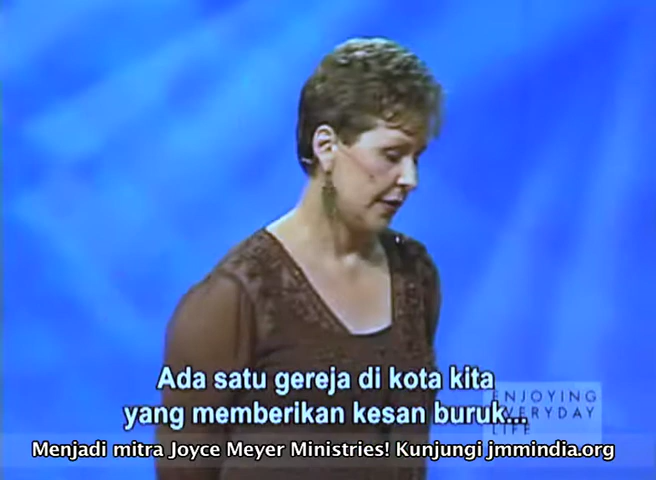 Ada satu gereja di kota kita
yang memberikan kesan buruk...
ENJOYING
EVERYDAY
LIFE
Menjadi mitra Joyce Meyer Ministries! Kunjungi jmmindia.org